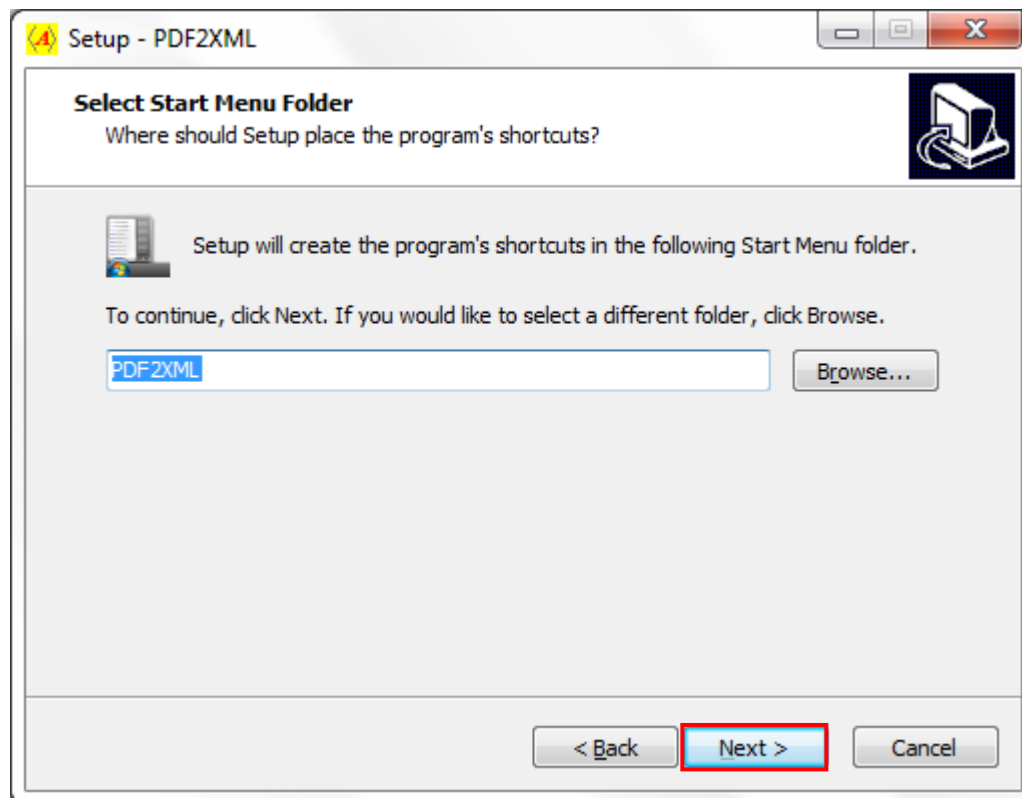 Setup - PDF2XML
Select Start Menu Folder
Where should Setup place the program's shortcuts?
Setup will create the program's shortcuts in the following Start Menu folder.
To continue, click Next. If you would like to select a different folder, click Browse.
PDF2XML
Browse...
< Back
Next >
Cancel